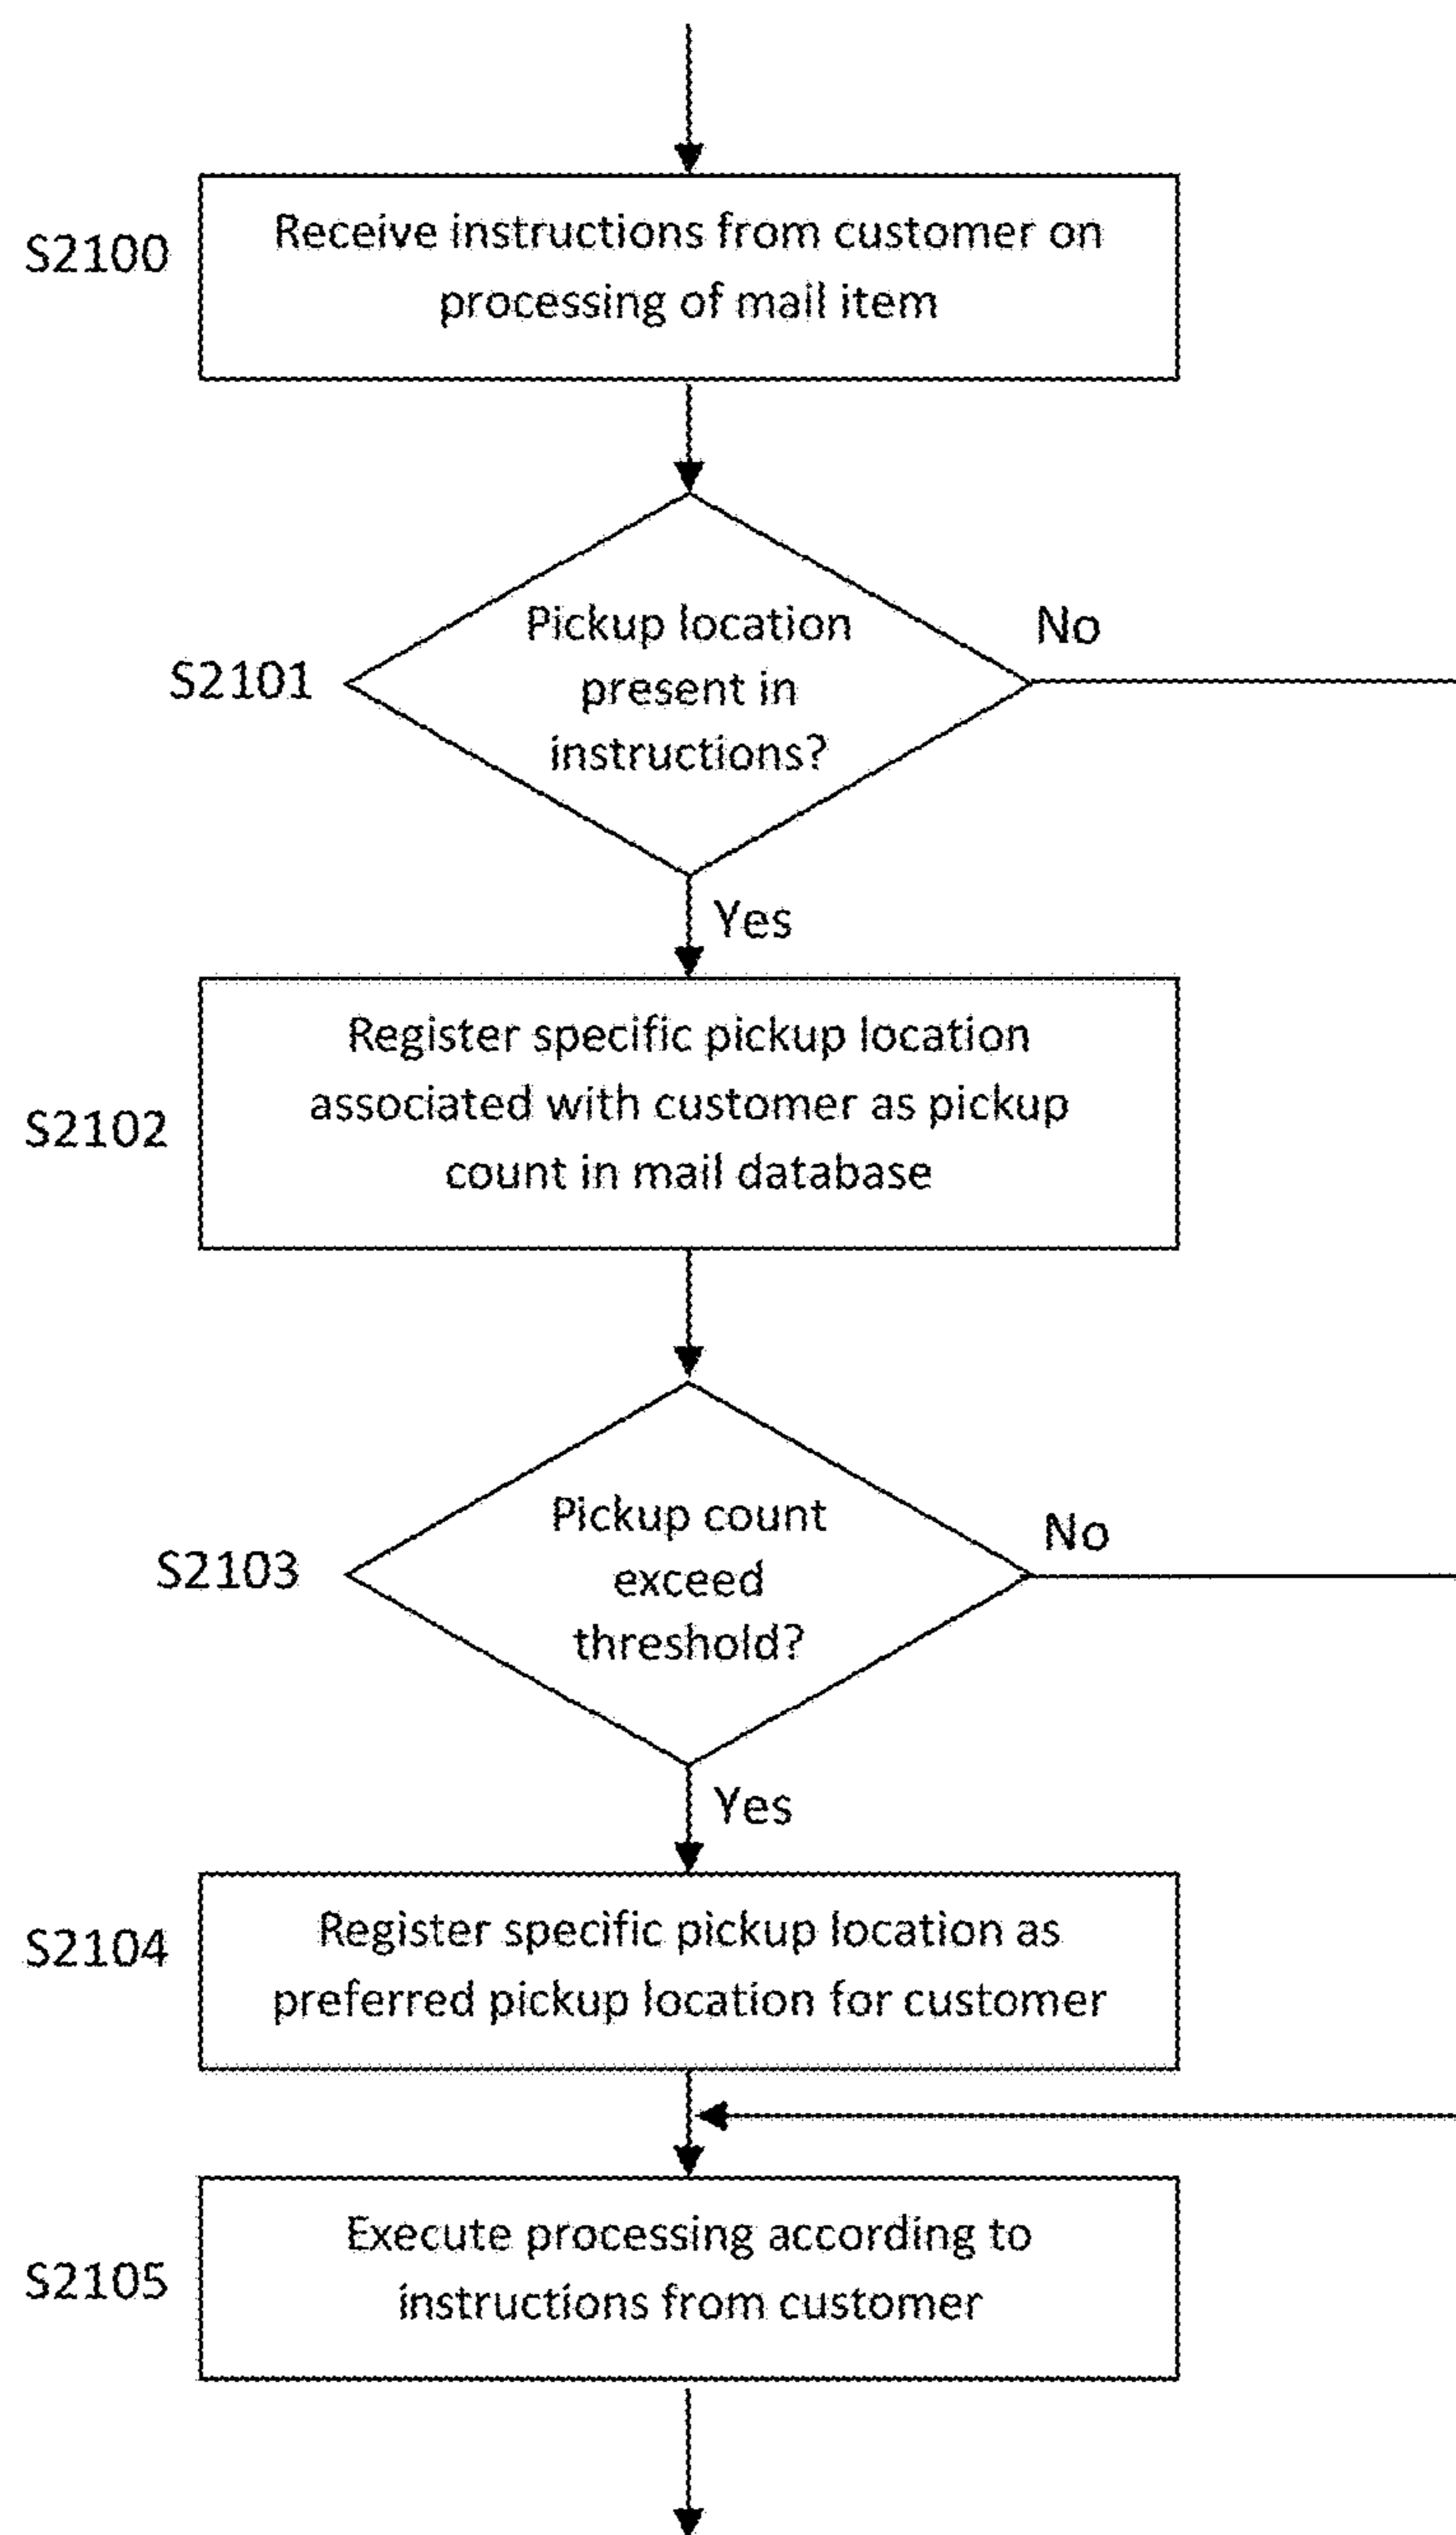 S2100
Receive instructions from customer on
processing of mail item
S2101
Pickup location
present in
instructions?
No
Yes
S2102
Register specific pickup location
associated with customer as pickup
count in mail database
S2103
Pickup count
exceed
threshold?
No
Yes
S2104
Register specific pickup location as
preferred pickup location for customer
S2105
Execute processing according to
instructions from customer